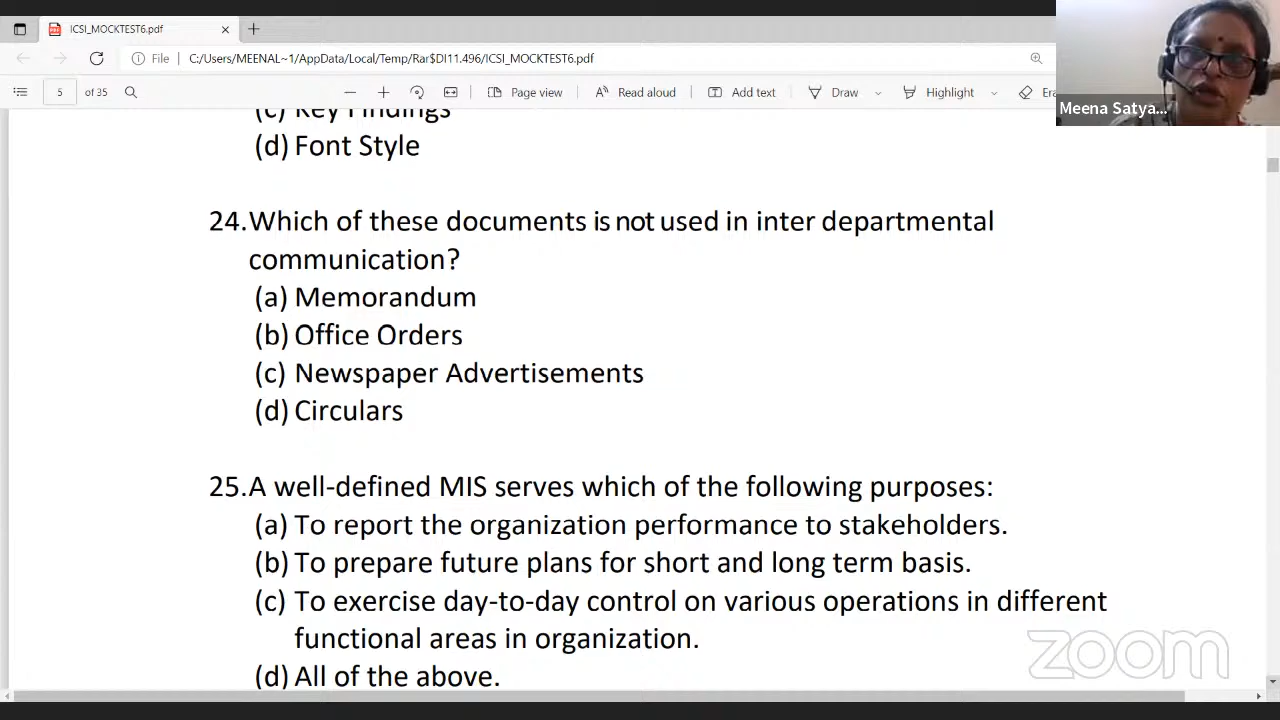 ICSI_MOCKTEST6.pdf
File
C:/Users/MEENAL~1/AppData/Local/Temp/Rar$DI11.496/ICSI_MOCKTEST6.pdf
5 of 35
Page view
Read aloud
Add text
Draw
Highlight
Era
Meena Satya...
(c) Key Findings
(d) Font Style
24.Which of these documents is not used in inter departmental
communication?
(a) Memorandum
(b) Office Orders
(c) Newspaper Advertisements
(d) Circulars
25.A well-defined MIS serves which of the following purposes:
(a) To report the organization performance to stakeholders.
(b) To prepare future plans for short and long term basis.
(c) To exercise day-to-day control on various operations in different
functional areas in organization.
(d) All of the above.
zoom